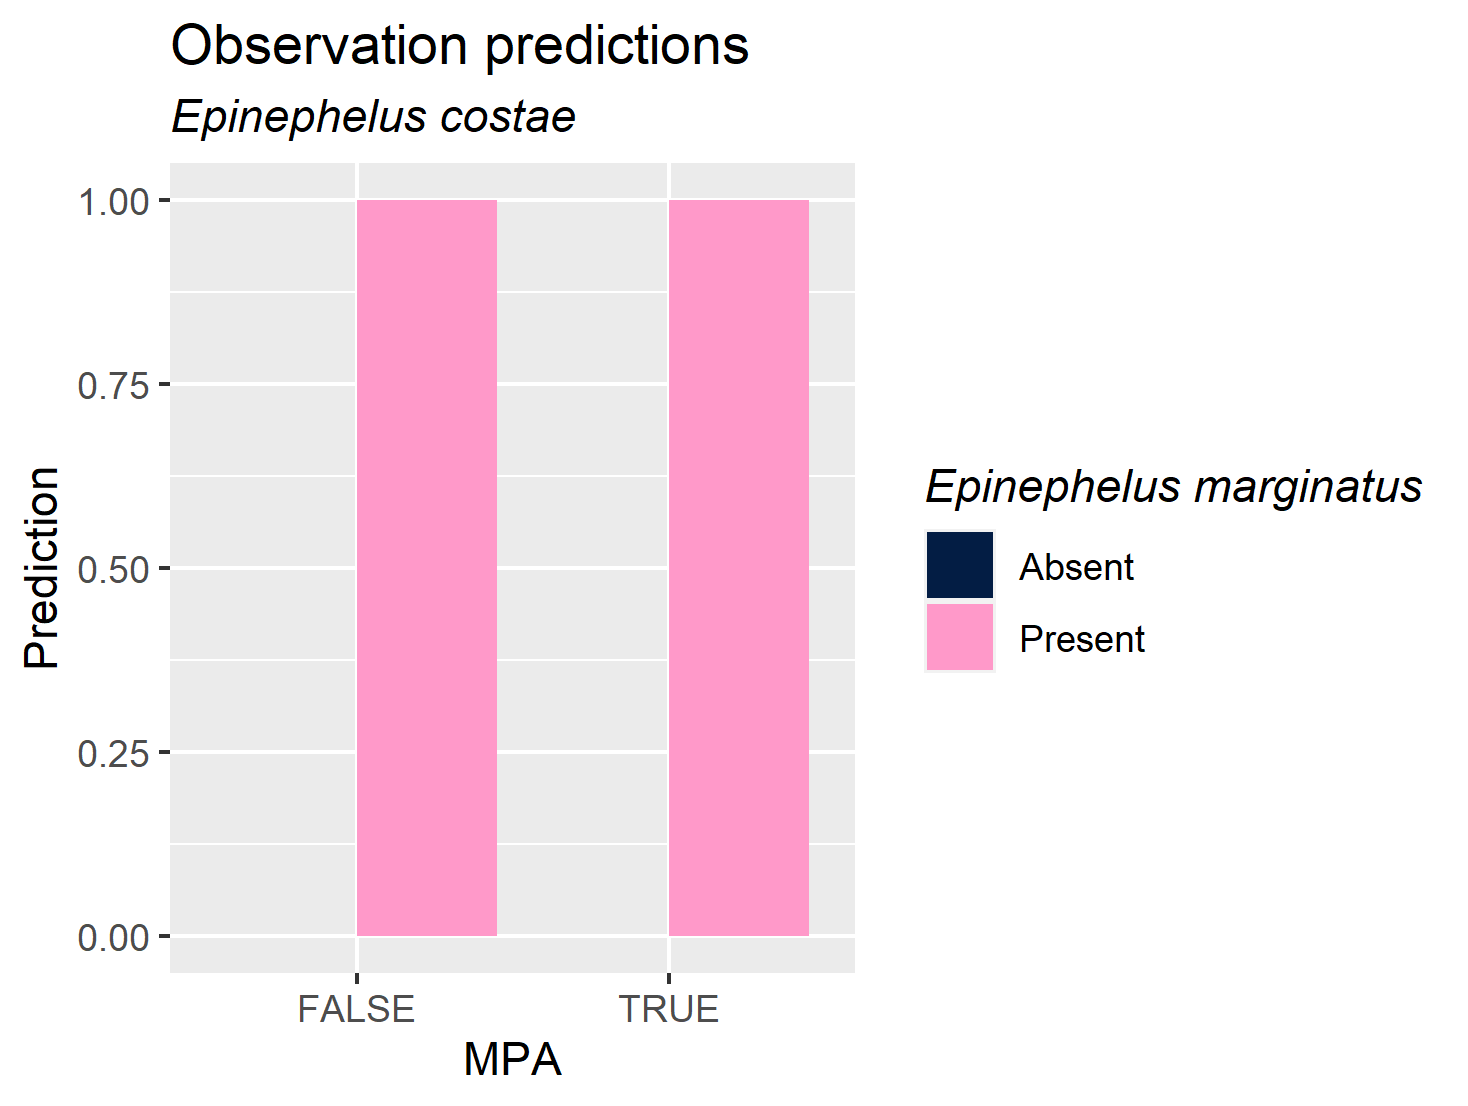 Observation predictions
Epinephelus costae
1.00
0.75
0.50
0.25
0.00
Prediction
FALSE TRUE
MPA
Epinephelus marginatus
Absent
Present